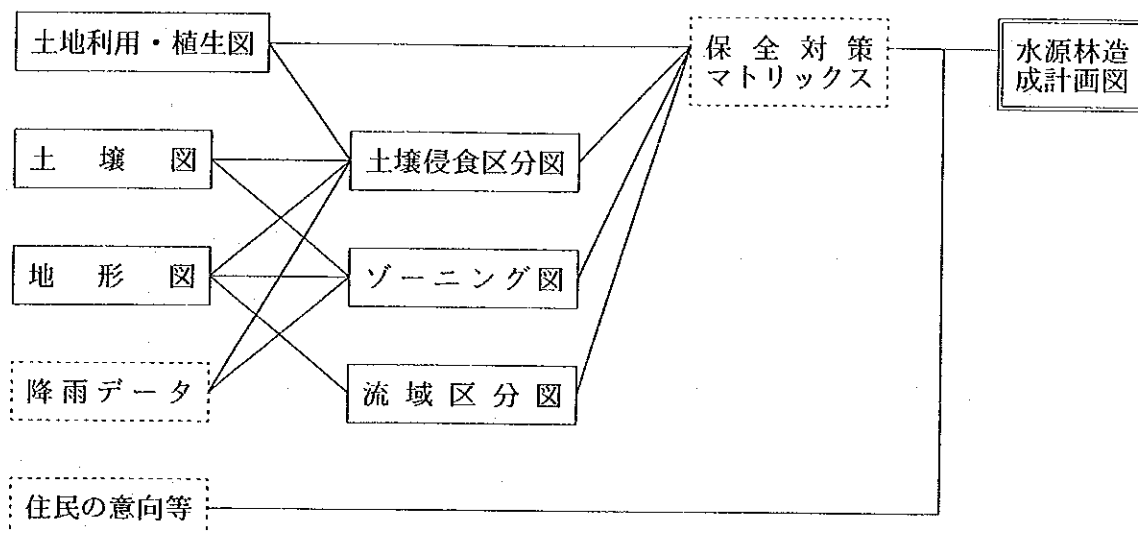 土地利用・植生図
保全対策
マトリックス
水源林造
成計画図
土壌図
土壌侵食区分図
地形図
ゾーニング図
降雨データ
流域区分図
住民の意向等